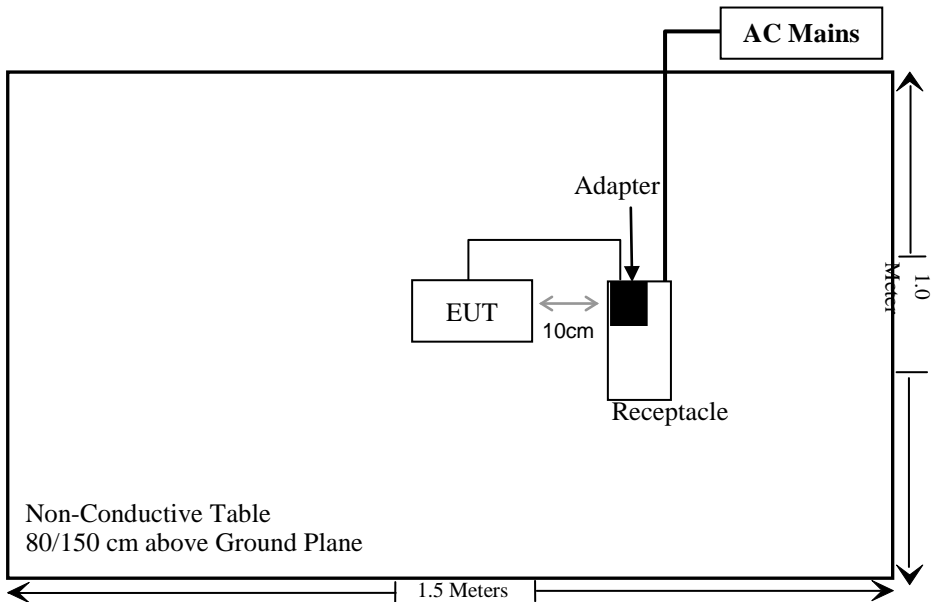 AC Mains
Adapter
EUT
10cm
1.0
Meter
Receptacle
Non-Conductive Table
80/150 cm above Ground Plane
1.5 Meters